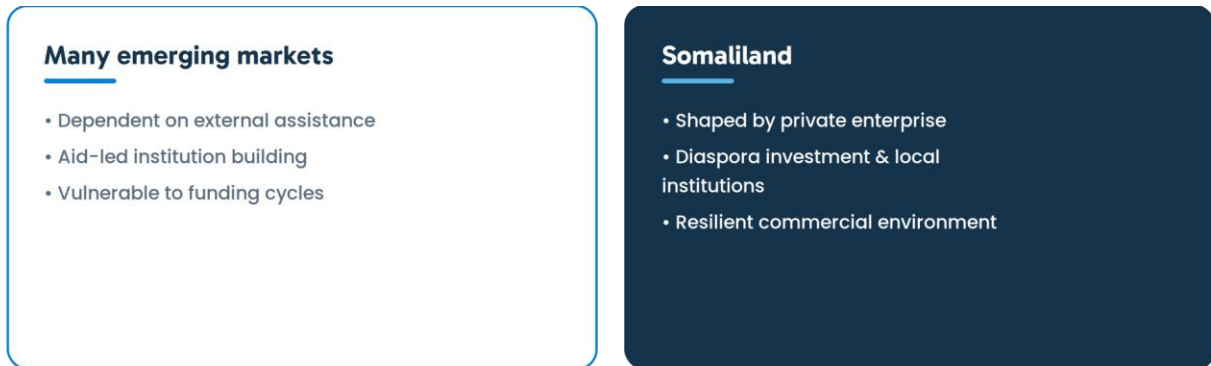 Many emerging markets
• Dependent on external assistance
• Aid-led institution building
• Vulnerable to funding cycles
Somaliland
• Shaped by private enterprise
• Diaspora investment & local
institutions
• Resilient commercial environment